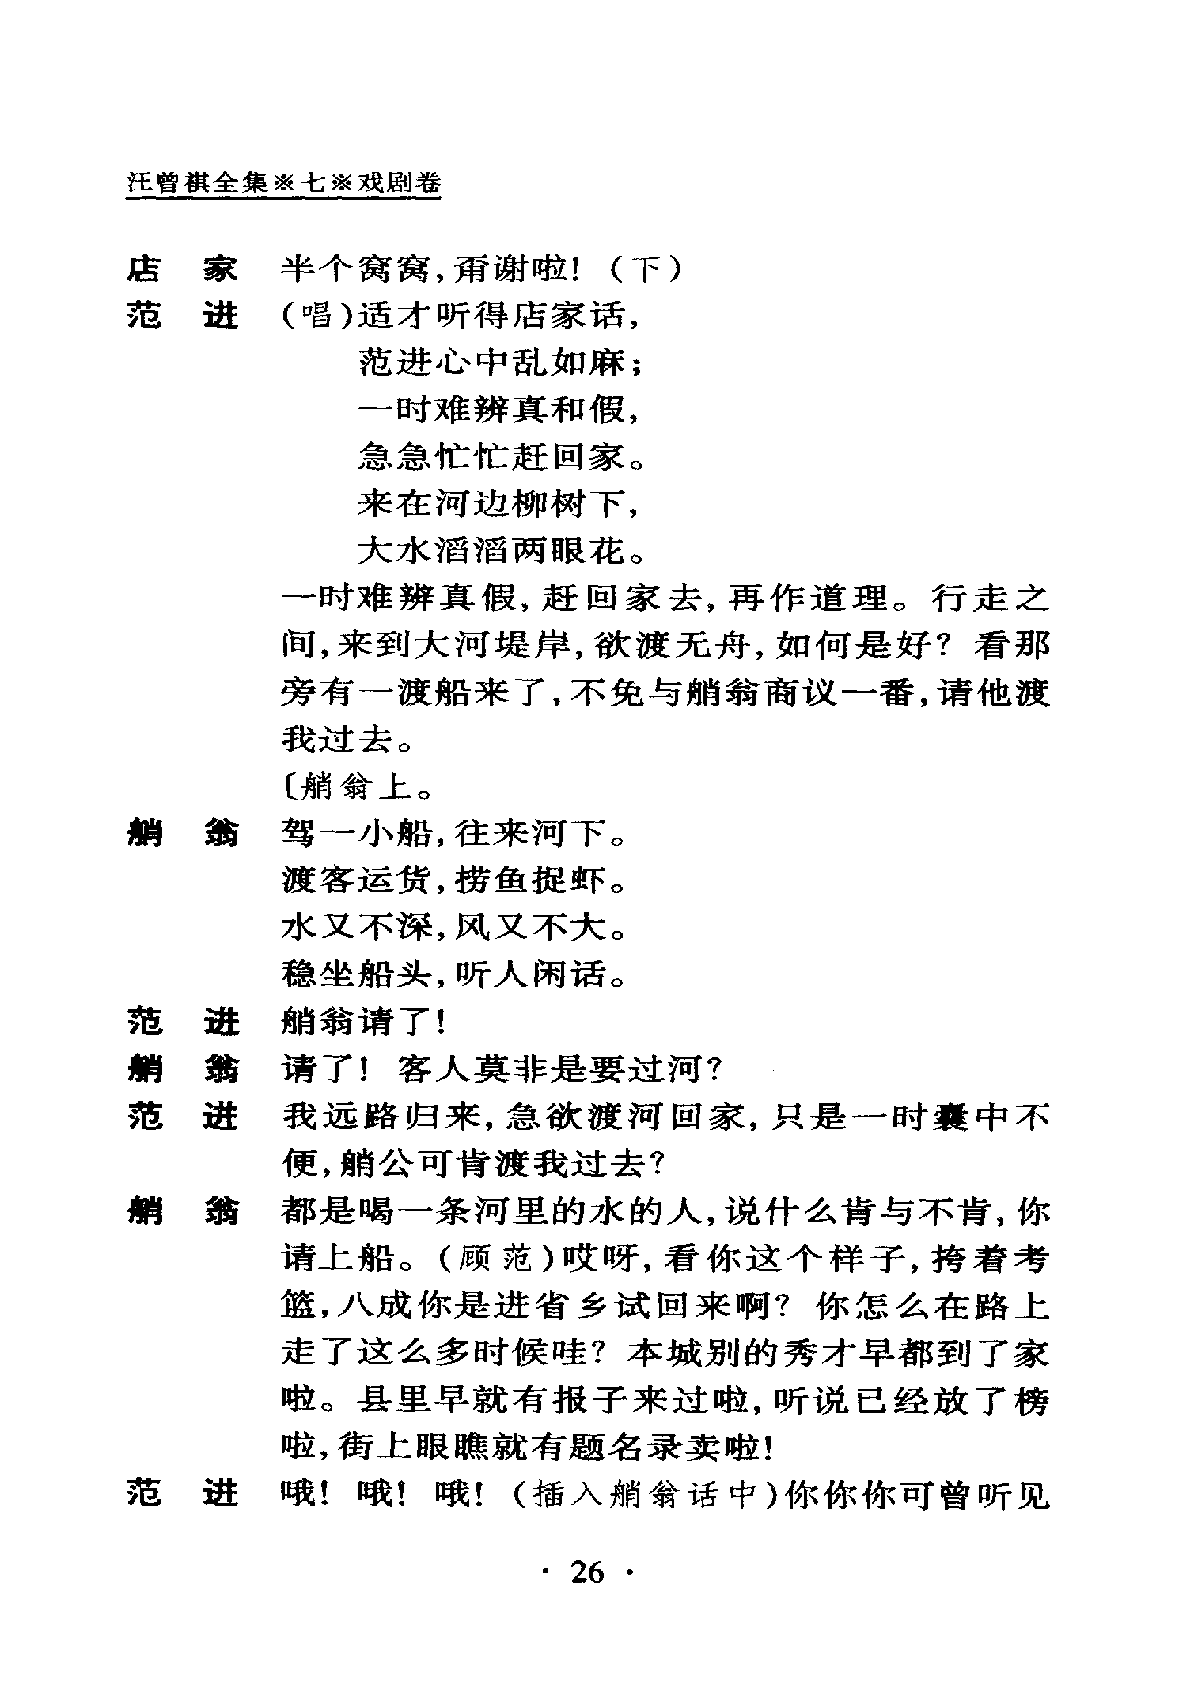 汪曾祺全集※七※戏剧卷
店　家　半个窝窝，甭谢啦！（下）
范　进　（唱）适才听得店家话，
范进心中乱如麻；
一时难辨真和假，
急急忙忙赶回家。
来在河边柳树下，
大水滔滔两眼花。
一时难辨真假，赶回家去，再作道理。行走之
间，来到大河堤岸，欲渡无舟，如何是好？看那
旁有一渡船来了，不免与艄翁商议一番，请他渡
我过去。
〔艄翁上。
艄　翁　驾一小船，往来河下。
渡客运货，捞鱼捉虾。
水又不深，风又不大。
稳坐船头，听人闲话。
范　进　艄翁请了！
艄　翁　请了！客人莫非是要过河？
范　进　我远路归来，急欲渡河回家，只是一时囊中不
便，艄公可肯渡我过去？
艄　翁　都是喝一条河里的水的人，说什么肯与不肯，你
请上船。（顾范）哎呀，看你这个样子，挎着考
篮，八成你是进省乡试回来啊？你怎么在路上
走了这么多时候哇？本城别的秀才早都到了家
啦。县里早就有报子来过啦，听说已经放了榜
啦，街上眼瞧就有题名录卖啦！
范　进　哦！哦！哦！（插入艄翁话中）你你你可曾听见
· 26 ·